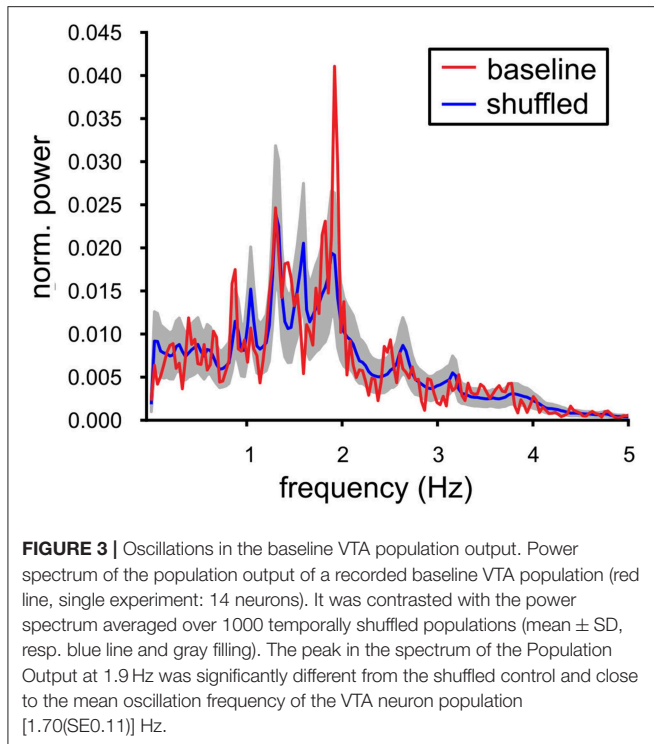 0.045
0.040
0.035
0.030
0.025
0.020
0.015
0.010
0.005
0.000
norm. power
baseline
shuffled
1 2 3 4 5
frequency (Hz)
FIGURE 3 | Oscillations in the baseline VTA population output. Power
spectrum of the population output of a recorded baseline VTA population (red
line, single experiment: 14 neurons). It was contrasted with the power
spectrum averaged over 1000 temporally shuffled populations (mean ± SD,
resp. blue line and gray filling). The peak in the spectrum of the Population
Output at 1.9 Hz was significantly different from the shuffled control and close
to the mean oscillation frequency of the VTA neuron population
[1.70(SE0.11)] Hz.